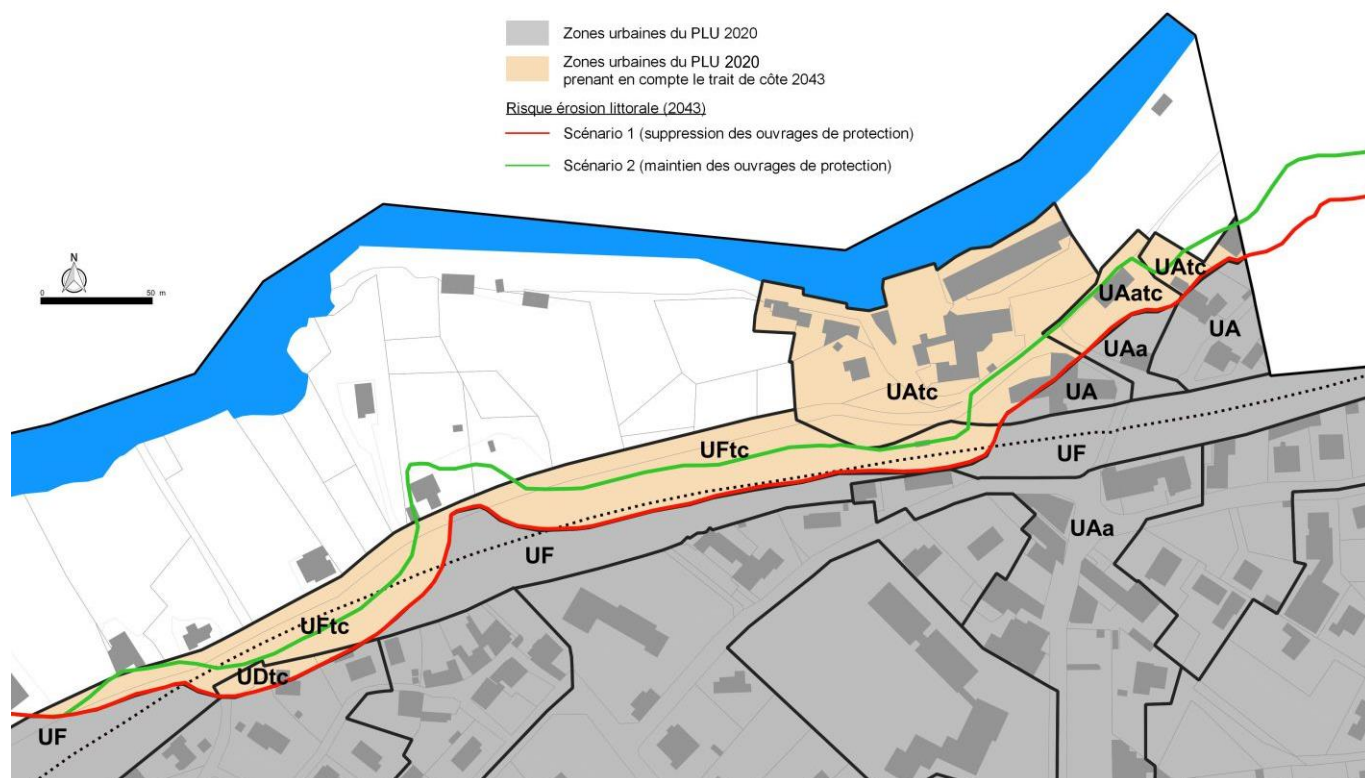 Zones urbaines du PLU 2020
Zones urbaines du PLU 2020
prenant en compte le trait de côte 2043
Risque érosion littorale (2043)
Scénario 1 (suppression des ouvrages de protection)
Scénario 2 (maintien des ouvrages de protection)
N
0 50 m
UAtc
UAatc
UA
UAa
UAtc
UA
UFtc
UF
UAa
UF
UFtc
UDtc
UF